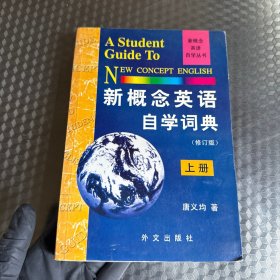 A Student
Guide To
NEW CONCEPT ENGLISH
新概念
英语
自学丛书
新概念英语
自学词典
(修订版)
上册
唐义均 著
外文出版社